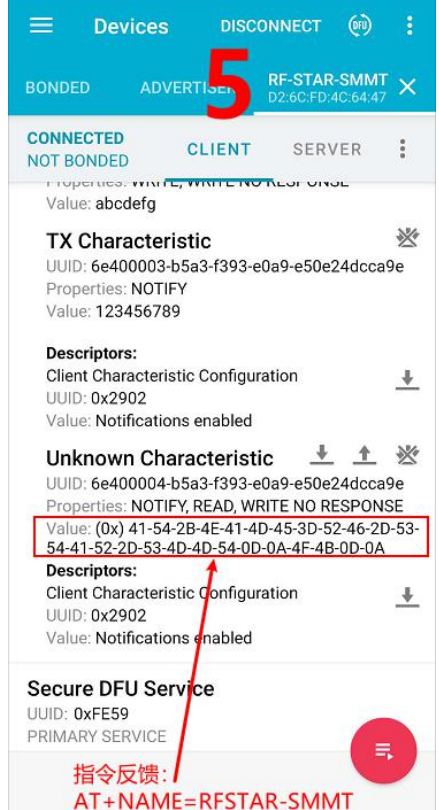 Devices
DISCONNECT
DFU
5
BONDED
ADVERTISER
RF-STAR-SMMT
D2:6C:FD:4C:64:47
CONNECTED
NOT BONDED
CLIENT
SERVER
Properties: WRITE, WRITE NO RESPONSE
Value: abcdefg
TX Characteristic
UUID: 6e400003-b5a3-f393-e0a9-e50e24dcca9e
Properties: NOTIFY
Value: 123456789
Descriptors:
Client Characteristic Configuration
UUID: 0x2902
Value: Notifications enabled
Unknown Characteristic
UUID: 6e400004-b5a3-f393-e0a9-e50e24dcca9e
Properties: NOTIFY, READ, WRITE NO RESPONSE
Value: (0x) 41-54-2B-4E-41-4D-45-3D-52-46-2D-53-
54-41-52-2D-53-4D-4D-54-0D-0A-4F-4B-0D-0A
Descriptors:
Client Characteristic Configuration
UUID: 0x2902
Value: Notifications enabled
Secure DFU Service
UUID: 0xFE59
PRIMARY SERVICE
指令反馈:
AT+NAME=RFSTAR-SMMT